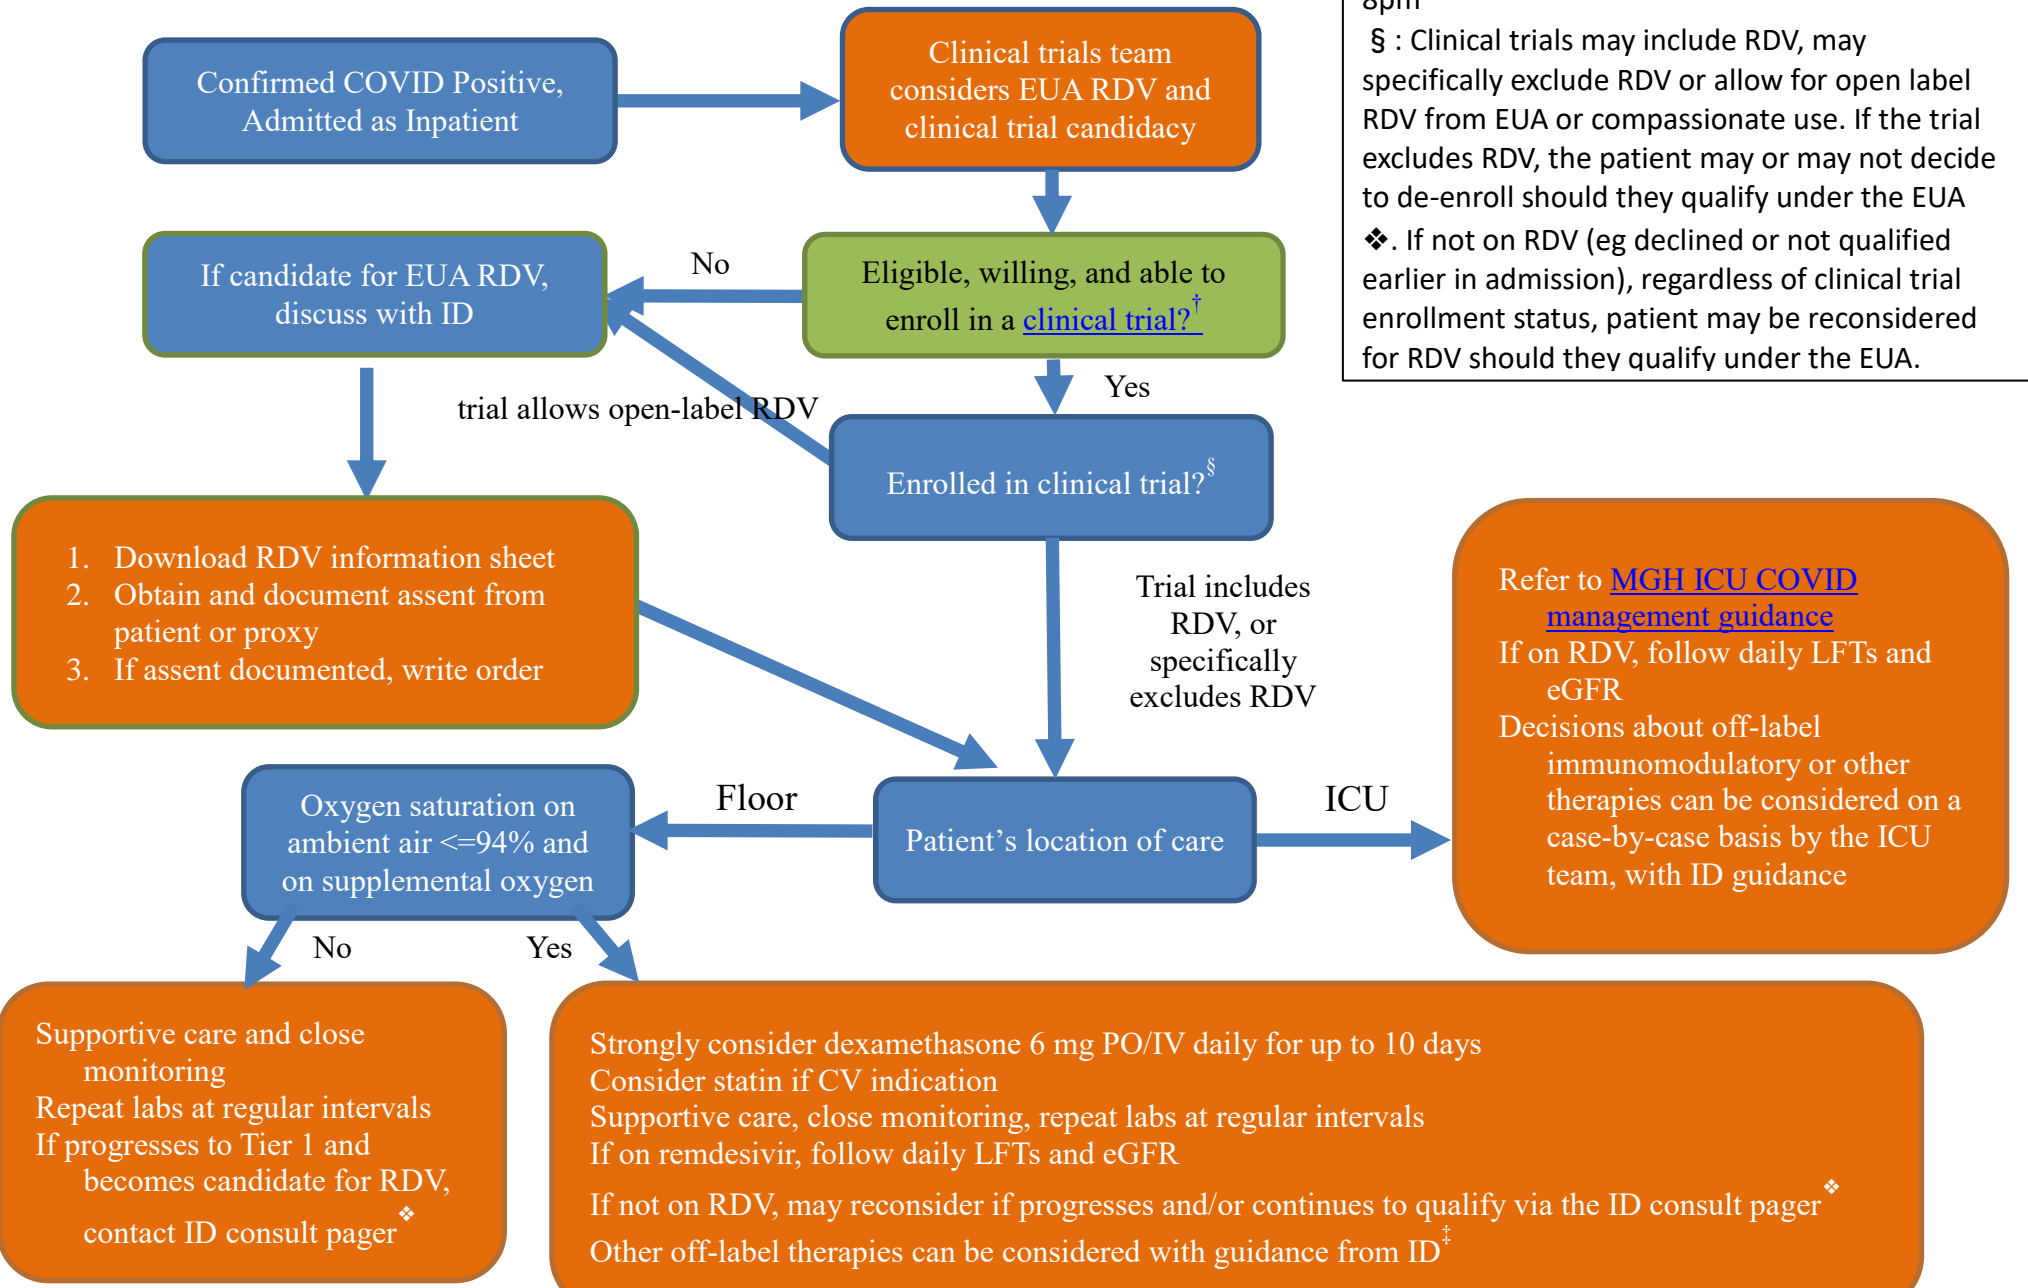 Confirmed COVID Positive,
Admitted as Inpatient
Clinical trials team
considers EUA RDV and
clinical trial candidacy
8pm
§ : Clinical trials may include RDV, may
specifically exclude RDV or allow for open label
RDV from EUA or compassionate use. If the trial
excludes RDV, the patient may or may not decide
to de-enroll should they qualify under the EUA
❖. If not on RDV (eg declined or not qualified
earlier in admission), regardless of clinical trial
enrollment status, patient may be reconsidered
for RDV should they qualify under the EUA.
If candidate for EUA RDV,
discuss with ID
No
Eligible, willing, and able to
enroll in a clinical trial?†
Yes
trial allows open-label RDV
Enrolled in clinical trial?§
1. Download RDV information sheet
2. Obtain and document assent from
patient or proxy
3. If assent documented, write order
Trial includes
RDV, or
specifically
excludes RDV
Refer to MGH ICU COVID
management guidance
If on RDV, follow daily LFTs and
eGFR
Decisions about off-label
immunomodulatory or other
therapies can be considered on a
case-by-case basis by the ICU
team, with ID guidance
Oxygen saturation on
ambient air <=94% and
on supplemental oxygen
Floor
Patient’s location of care
ICU
No
Yes
Supportive care and close
monitoring
Repeat labs at regular intervals
If progresses to Tier 1 and
becomes candidate for RDV,
contact ID consult pager❖
Strongly consider dexamethasone 6 mg PO/IV daily for up to 10 days
Consider statin if CV indication
Supportive care, close monitoring, repeat labs at regular intervals
If on remdesivir, follow daily LFTs and eGFR
If not on RDV, may reconsider if progresses and/or continues to qualify via the ID consult pager❖
Other off-label therapies can be considered with guidance from ID‡